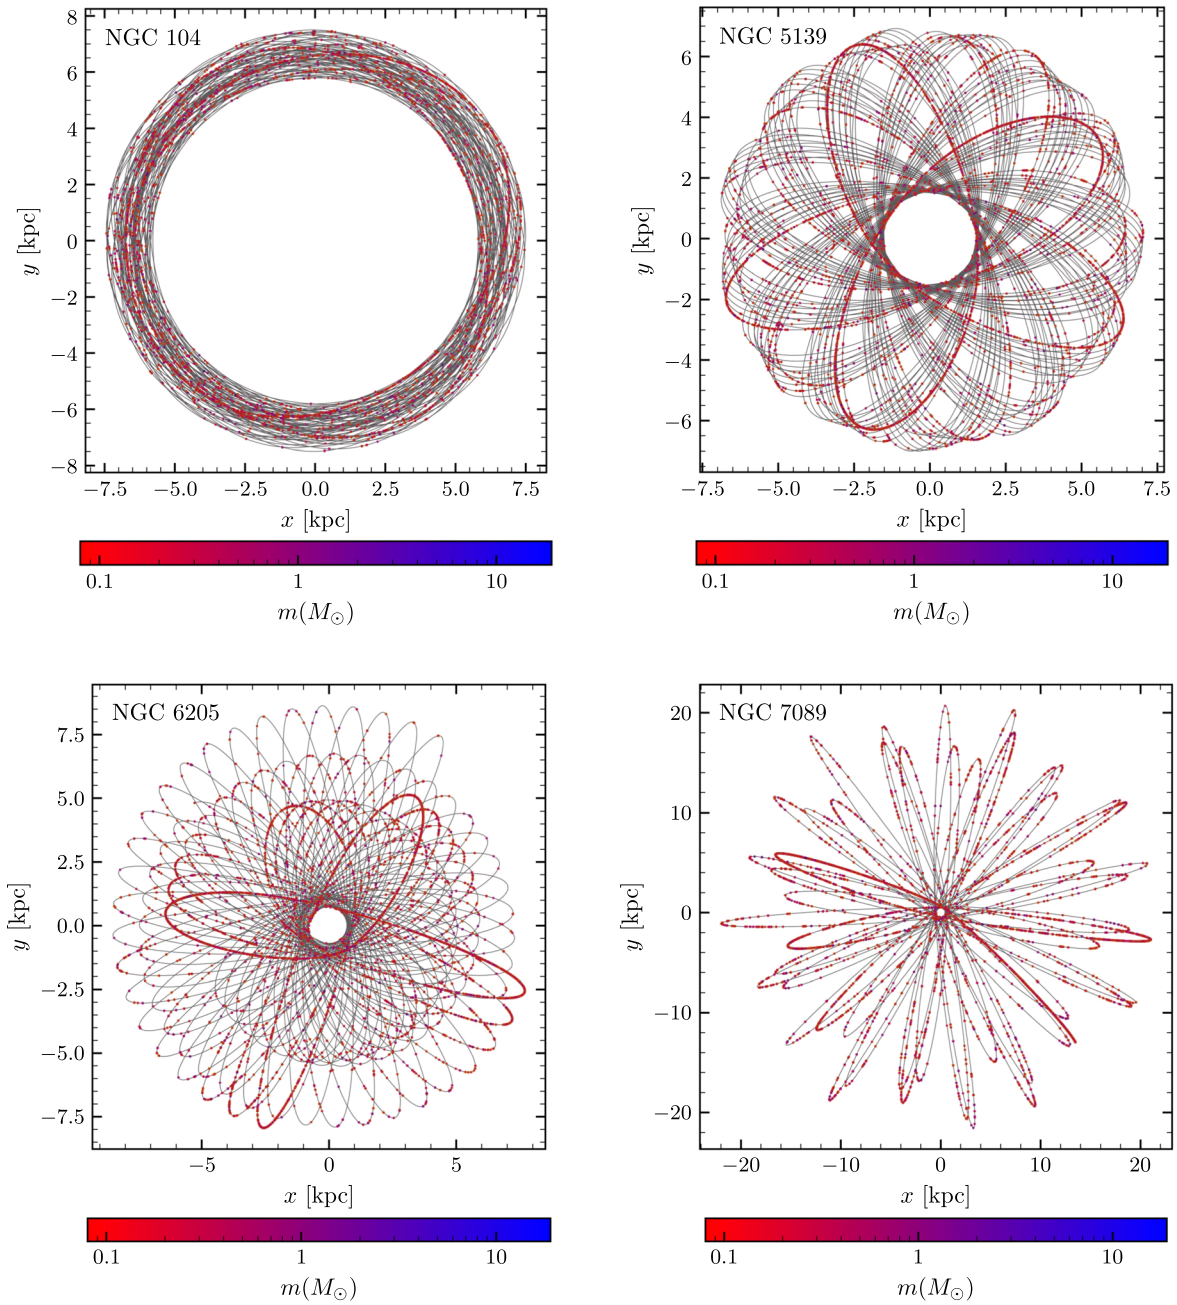 NGC 104
8
6
4
2
0
−2
−4
−6
−8
y [kpc]
−7.5 −5.0 −2.5 0.0 2.5 5.0 7.5
x [kpc]
0.1 1 10
m(M⊙)
NGC 5139
6
4
2
0
−2
−4
−6
y [kpc]
−7.5 −5.0 −2.5 0.0 2.5 5.0 7.5
x [kpc]
0.1 1 10
m(M⊙)
NGC 6205
7.5
5.0
2.5
0.0
−2.5
−5.0
−7.5
y [kpc]
−5 0 5
x [kpc]
0.1 1 10
m(M⊙)
NGC 7089
20
10
0
−10
−20
y [kpc]
−20 −10 0 10 20
x [kpc]
0.1 1 10
m(M⊙)